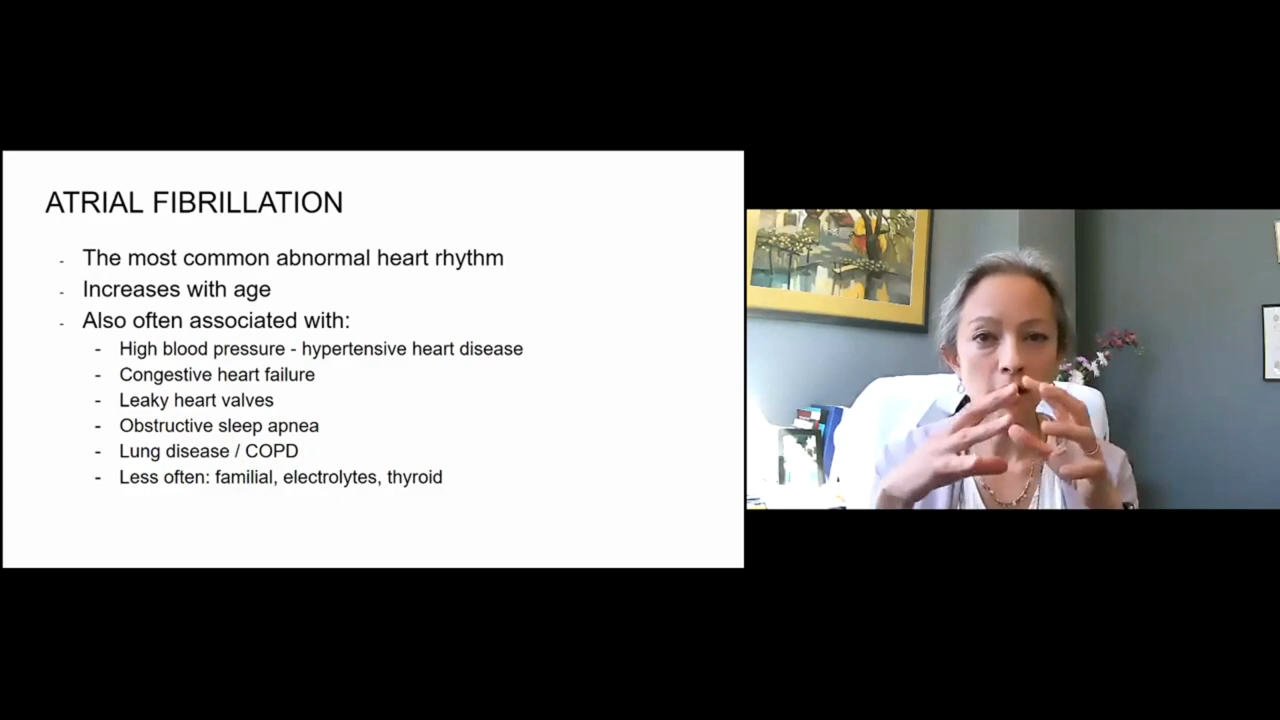 ATRIAL FIBRILLATION
- The most common abnormal heart rhythm
- Increases with age
- Also often associated with:
- High blood pressure - hypertensive heart disease
- Congestive heart failure
- Leaky heart valves
- Obstructive sleep apnea
- Lung disease / COPD
- Less often: familial, electrolytes, thyroid